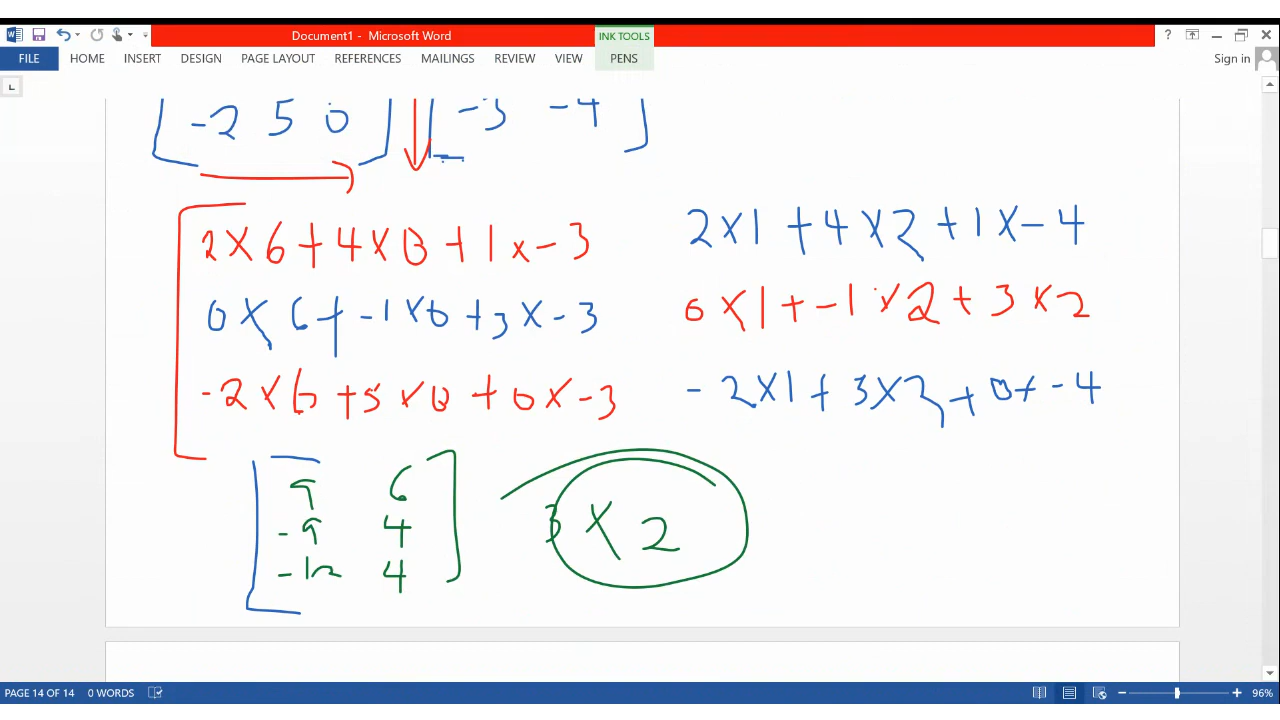 Document1 - Microsoft Word
INK TOOLS
?
FILE HOME INSERT DESIGN PAGE LAYOUT REFERENCES MAILINGS REVIEW VIEW PENS
Sign in
-2 5 0 -3 -4
2 x 6 + 4 x 0 + 1 x - 3 2 x 1 + 4 x 2 + 1 x - 4
0 x 6 + -1 x 0 + 3 x - 3 0 x 1 + -1 x 2 + 3 x 2
-2 x 6 + 5 x 0 + 0 x -3 - 2 x 1 + 3 x 2 + 0 x - 4
9 6
-9 4 3 x 2
-12 4
PAGE 14 OF 14 0 WORDS 96%